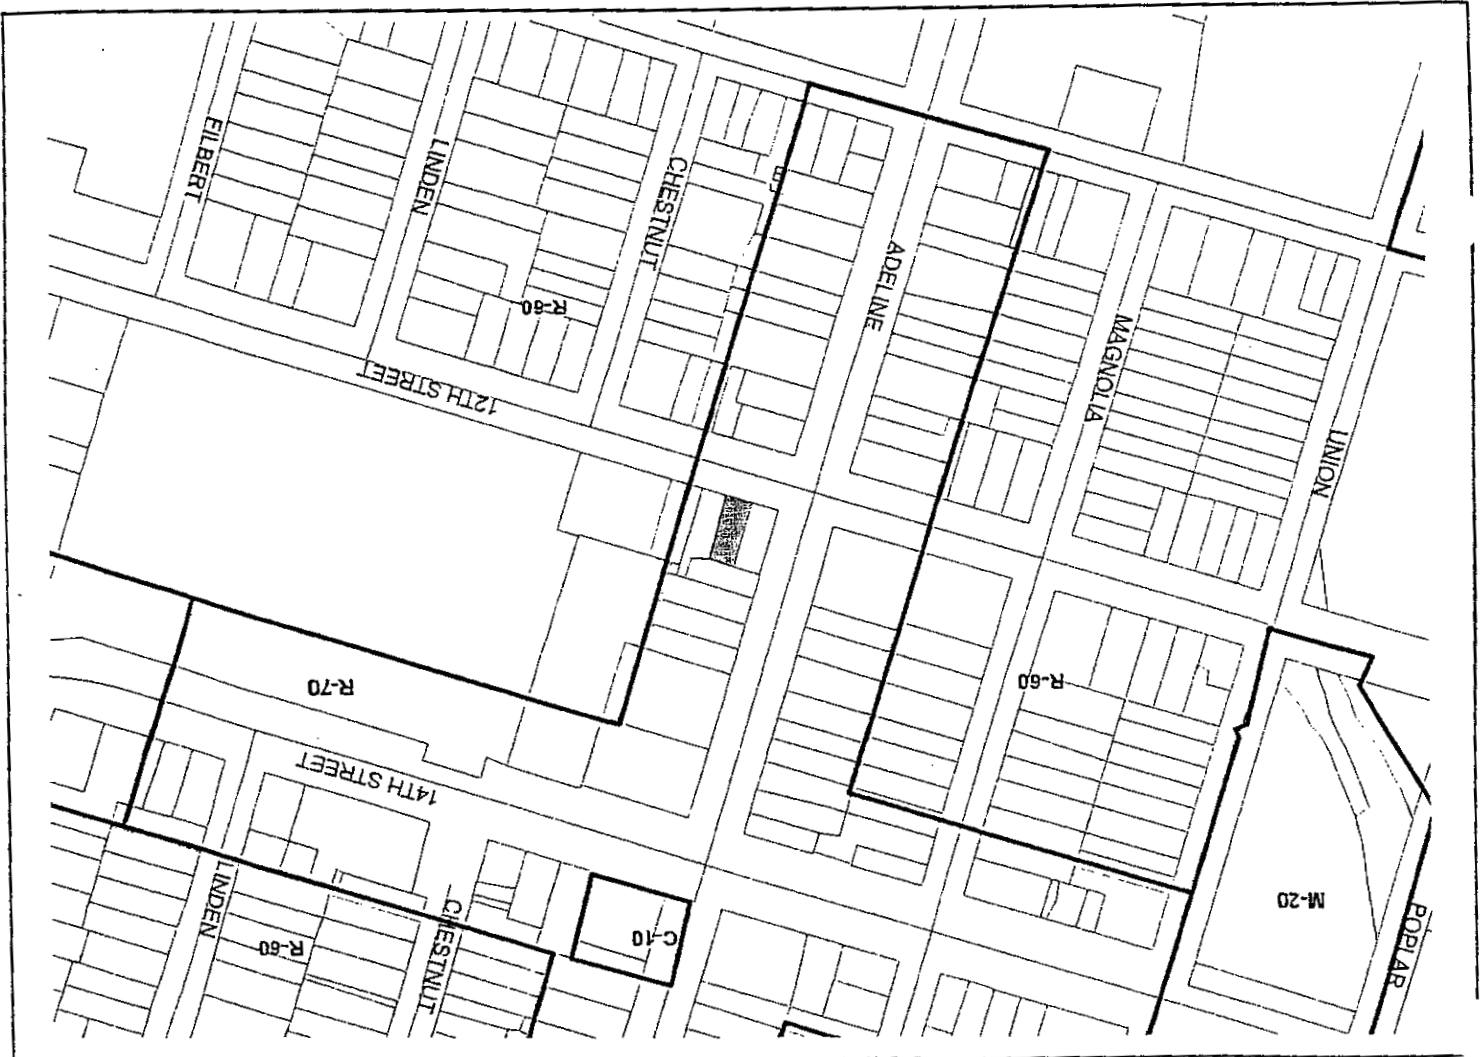 FILBERT
LINDEN
CHESTNUT
ADELINE
MAGNOLIA
UNION
R-60
12TH STREET
R-70
R-60
14TH STREET
LINDEN
CHESTNUT
R-60
C-10
M-20
POPLAR